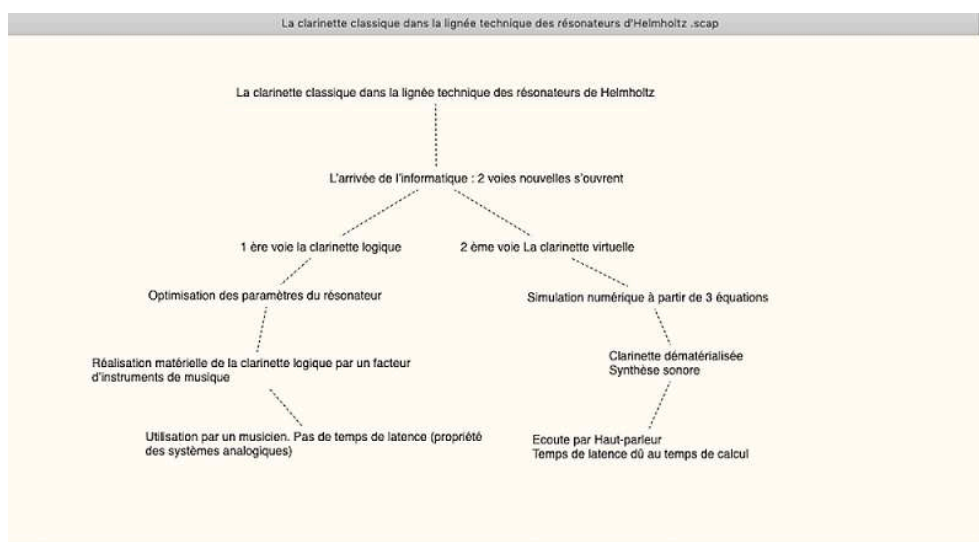 La clarinette classique dans la lignée technique des résonateurs d'Helmholtz .scap
La clarinette classique dans la lignée technique des résonateurs de Helmholtz
L'arrivée de l'informatique : 2 voies nouvelles s'ouvrent
1 ère voie la clarinette logique
2 ème voie La clarinette virtuelle
Optimisation des paramètres du résonateur
Simulation numérique à partir de 3 équations
Réalisation matérielle de la clarinette logique par un facteur
d'instruments de musique
Clarinette dématérialisée
Synthèse sonore
Utilisation par un musicien. Pas de temps de latence (propriété
des systèmes analogiques)
Ecoute par Haut-parleur
Temps de latence dû au temps de calcul